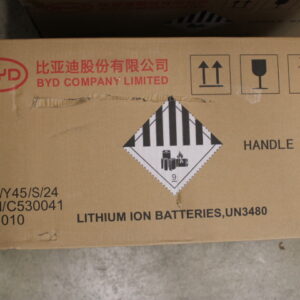 BYD
比亚迪股份有限公司
BYD COMPANY LIMITED
HANDLE
9
/Y45/S/24
/C530041
010
LITHIUM ION BATTERIES,UN3480